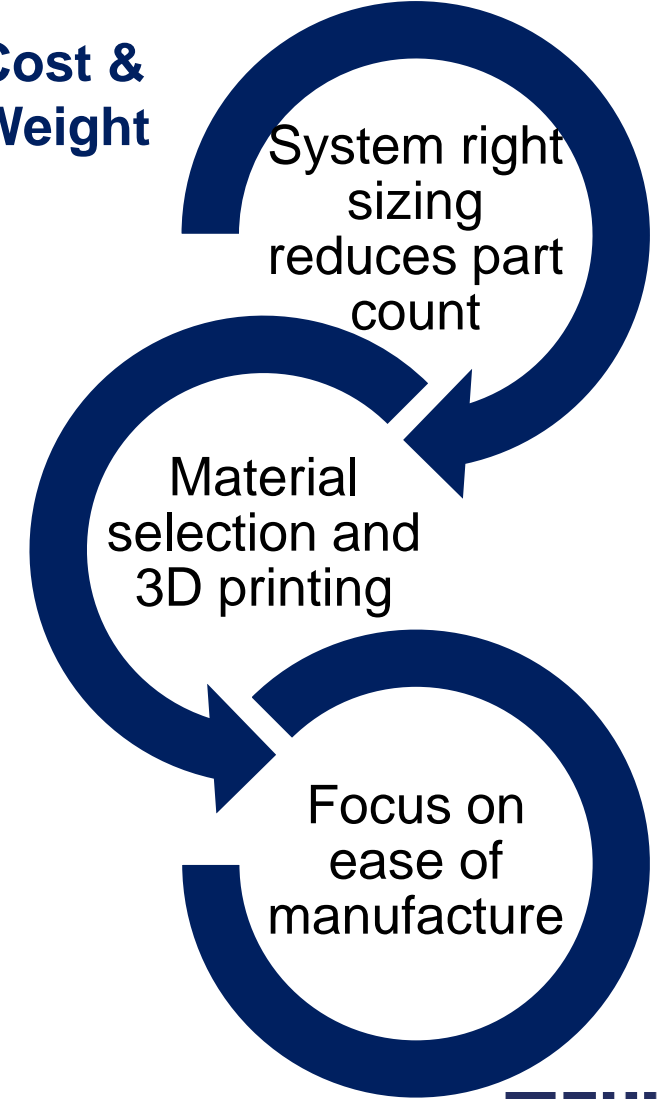 Cost &
Weight
System right
sizing
reduces part
count
Material
selection and
3D printing
Focus on
ease of
manufacture